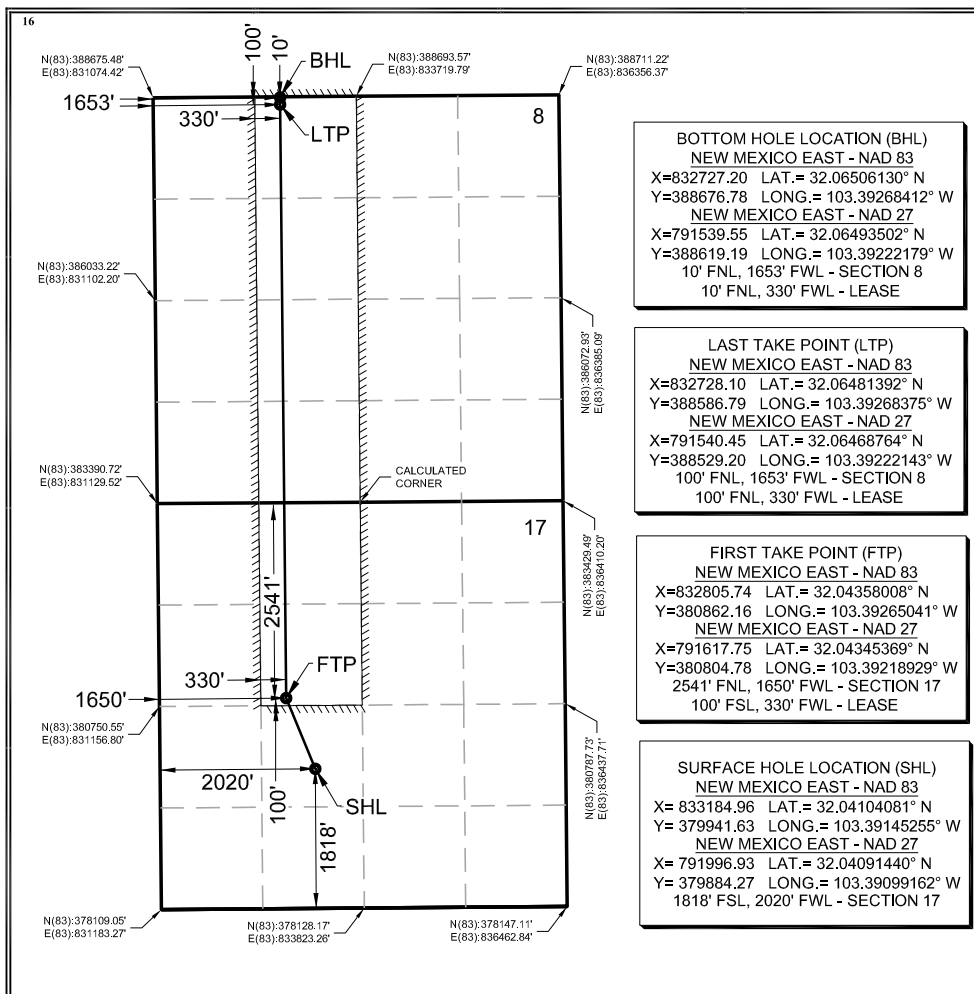 16
100'
10'
BHL
N(83):388675.48'
E(83):831074.42'
N(83):388693.57'
E(83):833719.79'
N(83):388711.22'
E(83):836356.37'
1653'
330'
LTP
8
N(83):386033.22'
E(83):831102.20'
N(83):386072.93'
E(83):836385.09'
N(83):383390.72'
E(83):831129.52'
CALCULATED
CORNER
17
N(83):383429.49'
E(83):836410.20'
2541'
FTP
330'
1650'
N(83):380750.55'
E(83):831156.80'
N(83):380787.73'
E(83):836437.71'
2020'
100'
SHL
1818'
N(83):378109.05'
E(83):831183.27'
N(83):378128.17'
E(83):833823.26'
N(83):378147.11'
E(83):836462.84'
BOTTOM HOLE LOCATION (BHL)
NEW MEXICO EAST - NAD 83
X=832727.20 LAT.= 32.06506130° N
Y=388676.78 LONG.= 103.39268412° W
NEW MEXICO EAST - NAD 27
X=791539.55 LAT.= 32.06493502° N
Y=388619.19 LONG.= 103.39222179° W
10' FNL, 1653' FWL - SECTION 8
10' FNL, 330' FWL - LEASE
LAST TAKE POINT (LTP)
NEW MEXICO EAST - NAD 83
X=832728.10 LAT.= 32.06481392° N
Y=388586.79 LONG.= 103.39268375° W
NEW MEXICO EAST - NAD 27
X=791540.45 LAT.= 32.06468764° N
Y=388529.20 LONG.= 103.39222143° W
100' FNL, 1653' FWL - SECTION 8
100' FNL, 330' FWL - LEASE
FIRST TAKE POINT (FTP)
NEW MEXICO EAST - NAD 83
X=832805.74 LAT.= 32.04358008° N
Y=380862.16 LONG.= 103.39265041° W
NEW MEXICO EAST - NAD 27
X=791617.75 LAT.= 32.04345369° N
Y=380804.78 LONG.= 103.39218929° W
2541' FNL, 1650' FWL - SECTION 17
100' FSL, 330' FWL - LEASE
SURFACE HOLE LOCATION (SHL)
NEW MEXICO EAST - NAD 83
X= 833184.96 LAT.= 32.04104081° N
Y= 379941.63 LONG.= 103.39145255° W
NEW MEXICO EAST - NAD 27
X= 791996.93 LAT.= 32.04091440° N
Y= 379884.27 LONG.= 103.39099162° W
1818' FSL, 2020' FWL - SECTION 17